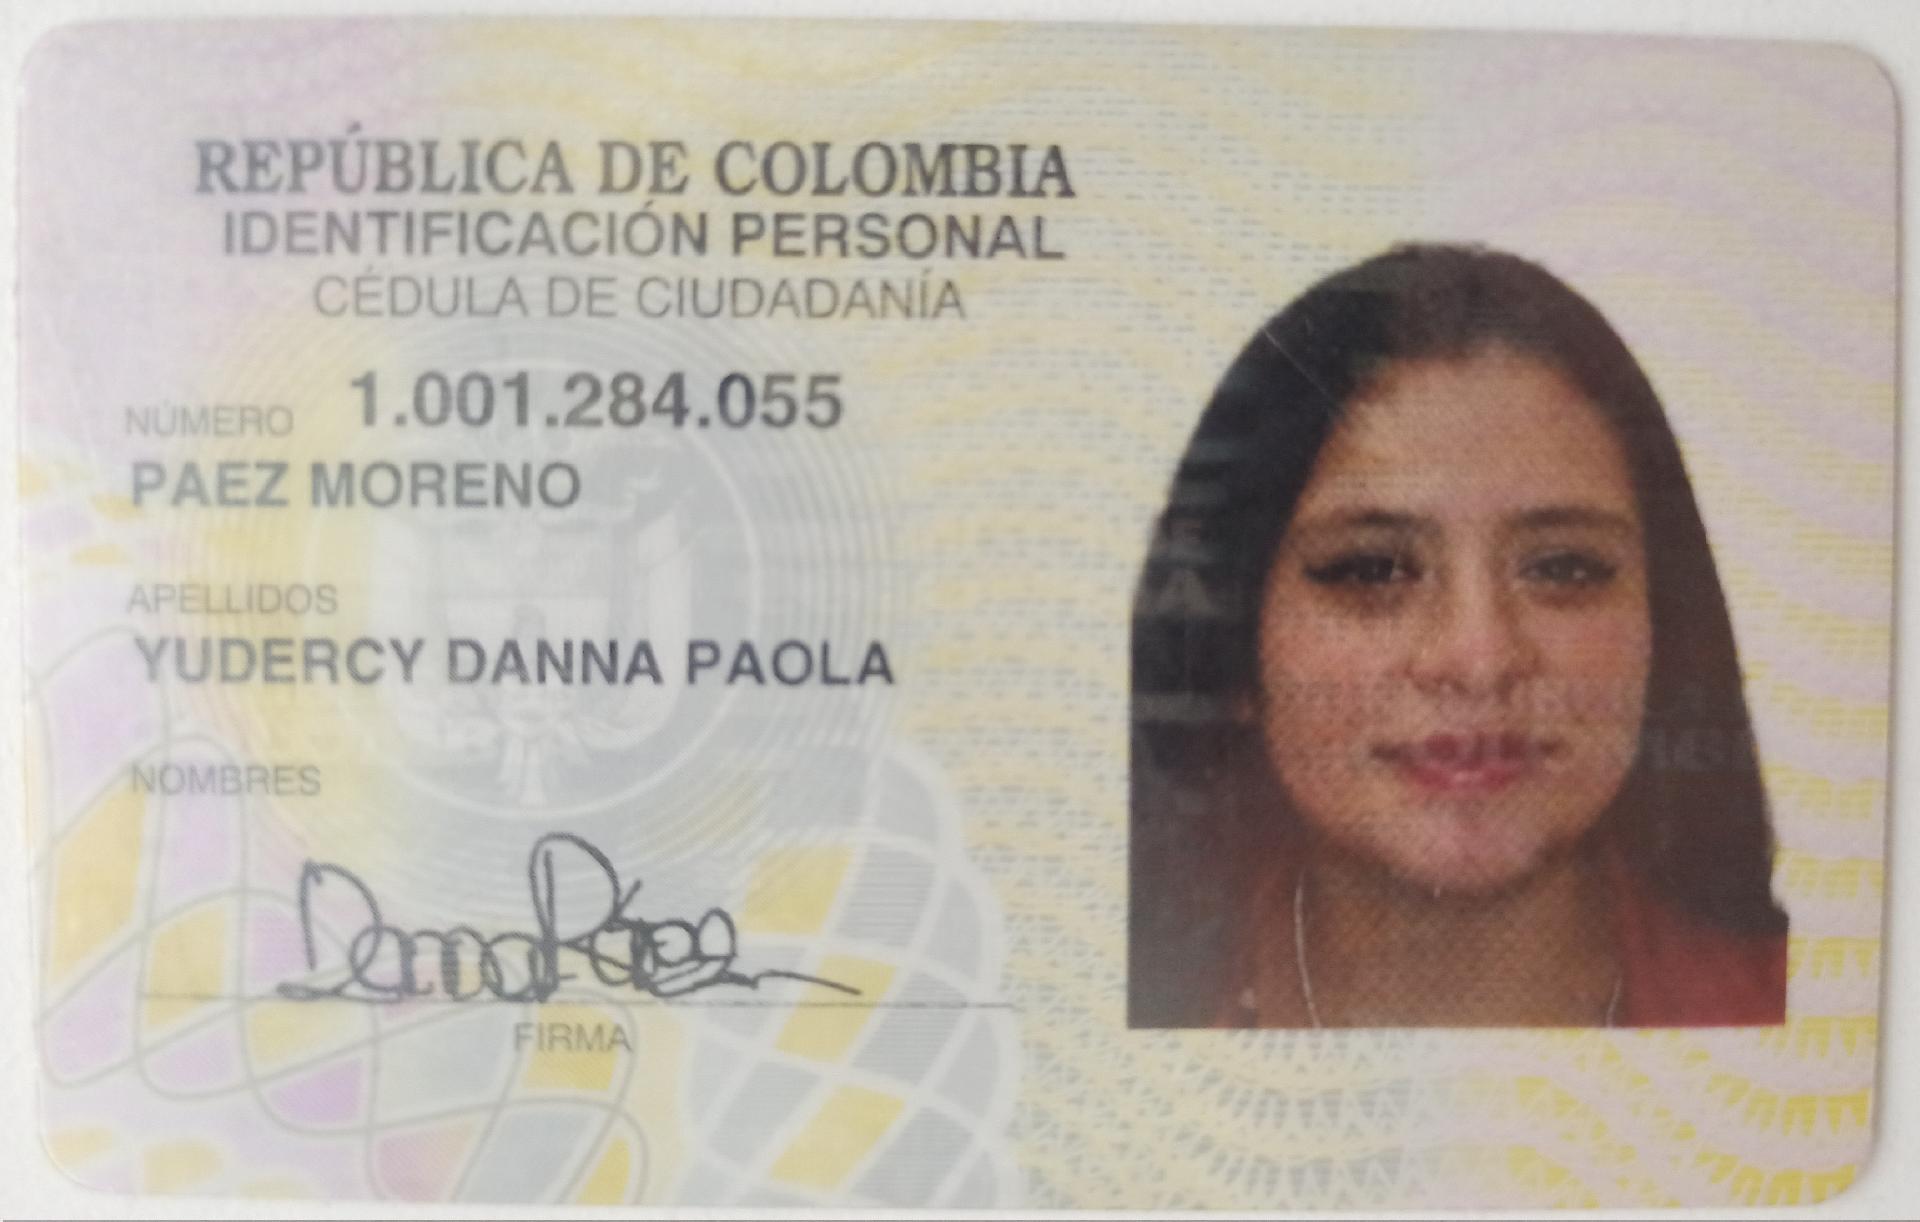 REPÚBLICA DE COLOMBIA
IDENTIFICACIÓN PERSONAL
CÉDULA DE CIUDADANÍA
NÚMERO 1.001.284.055
PAEZ MORENO
APELLIDOS
YUDERCY DANNA PAOLA
NOMBRES
Danna Páez
FIRMA